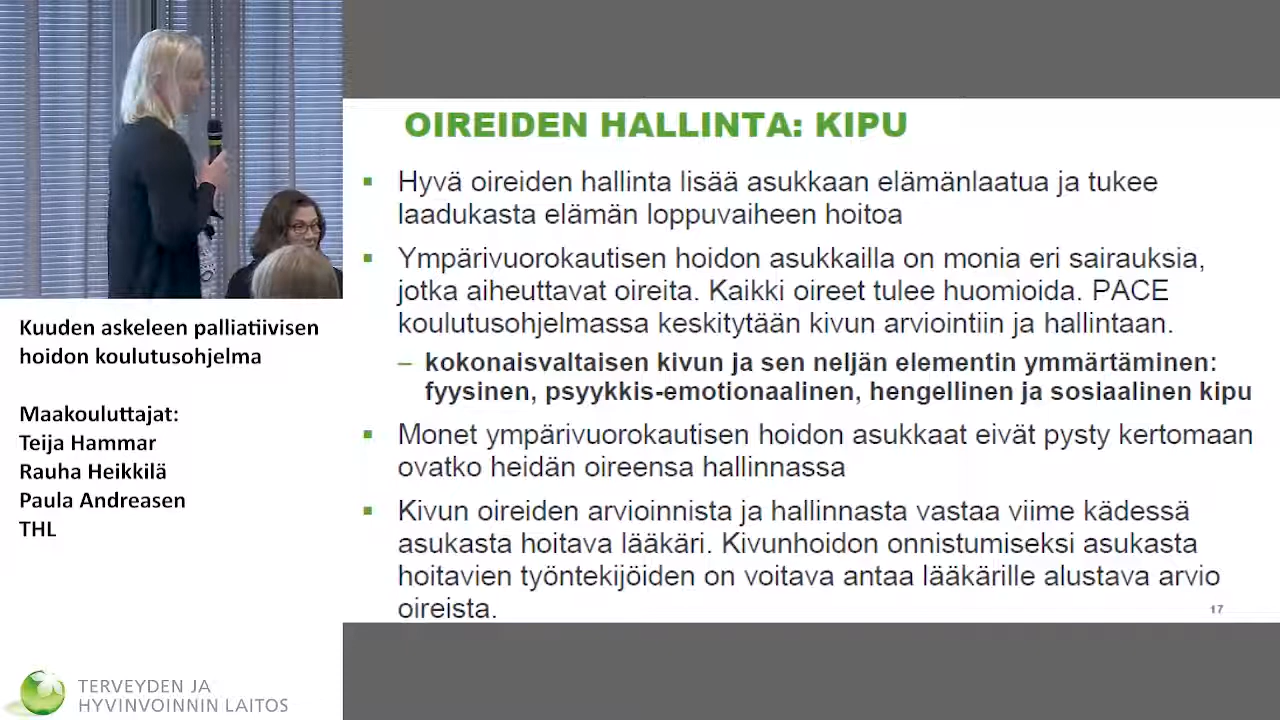 OIREIDEN HALLINTA: KIPU
Hyvä oireiden hallinta lisää asukkaan elämänlaatua ja tukee
laadukasta elämän loppuvaiheen hoitoa
Ympärivuorokautisen hoidon asukkailla on monia eri sairauksia,
jotka aiheuttavat oireita. Kaikki oireet tulee huomioida. PACE
koulutusohjelmassa keskitytään kivun arviointiin ja hallintaan.
– kokonaisvaltaisen kivun ja sen neljän elementin ymmärtäminen:
fyysinen, psyykkis-emotionaalinen, hengellinen ja sosiaalinen kipu
Monet ympärivuorokautisen hoidon asukkaat eivät pysty kertomaan
ovatko heidän oireensa hallinnassa
Kivun oireiden arvioinnista ja hallinnasta vastaa viime kädessä
asukasta hoitava lääkäri. Kivunhoidon onnistumiseksi asukasta
hoitavien työntekijöiden on voitava antaa lääkärille alustava arvio
oireista.
17
Kuuden askeleen palliatiivisen
hoidon koulutusohjelma
Maakouluttajat:
Teija Hammar
Rauha Heikkilä
Paula Andreasen
THL
TERVEYDEN JA
HYVINVOINNIN LAITOS